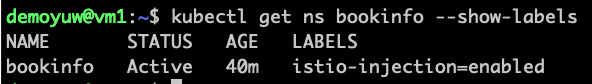 demoyuw@vm1:~$ kubectl get ns bookinfo --show-labels
NAME       STATUS   AGE   LABELS
bookinfo   Active   40m   istio-injection=enabled